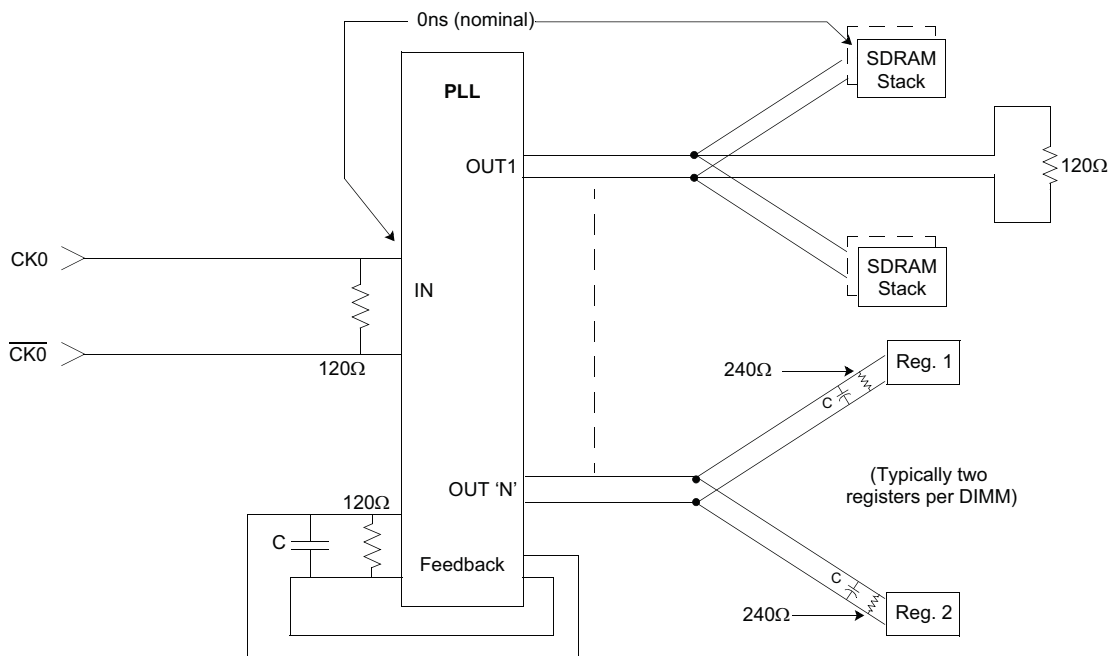 0ns (nominal)
SDRAM
Stack
PLL
OUT1
120Ω
CK0
SDRAM
Stack
IN
C̅K̅0̅
120Ω
240Ω
Reg. 1
C
(Typically two
registers per DIMM)
OUT ‘N’
120Ω
C
Feedback
C
240Ω
Reg. 2